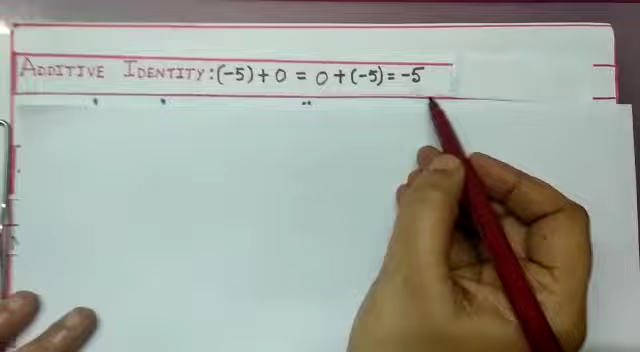 ADDITIVE IDENTITY:(-5)+0 = 0+(-5)= -5